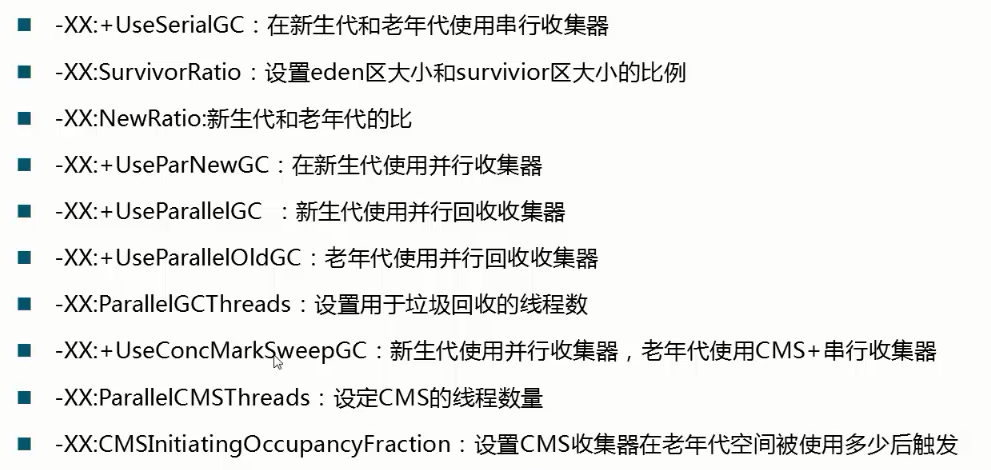 -XX:+UseSerialGC：在新生代和老年代使用串行收集器
-XX:SurvivorRatio：设置eden区大小和survivior区大小的比例
-XX:NewRatio:新生代和老年代的比
-XX:+UseParNewGC：在新生代使用并行收集器
-XX:+UseParallelGC ：新生代使用并行回收收集器
-XX:+UseParallelOldGC：老年代使用并行回收收集器
-XX:ParallelGCThreads：设置用于垃圾回收的线程数
-XX:+UseConcMarkSweepGC：新生代使用并行收集器，老年代使用CMS+串行收集器
-XX:ParallelCMSThreads：设定CMS的线程数量
-XX:CMSInitiatingOccupancyFraction：设置CMS收集器在老年代空间被使用多少后触发